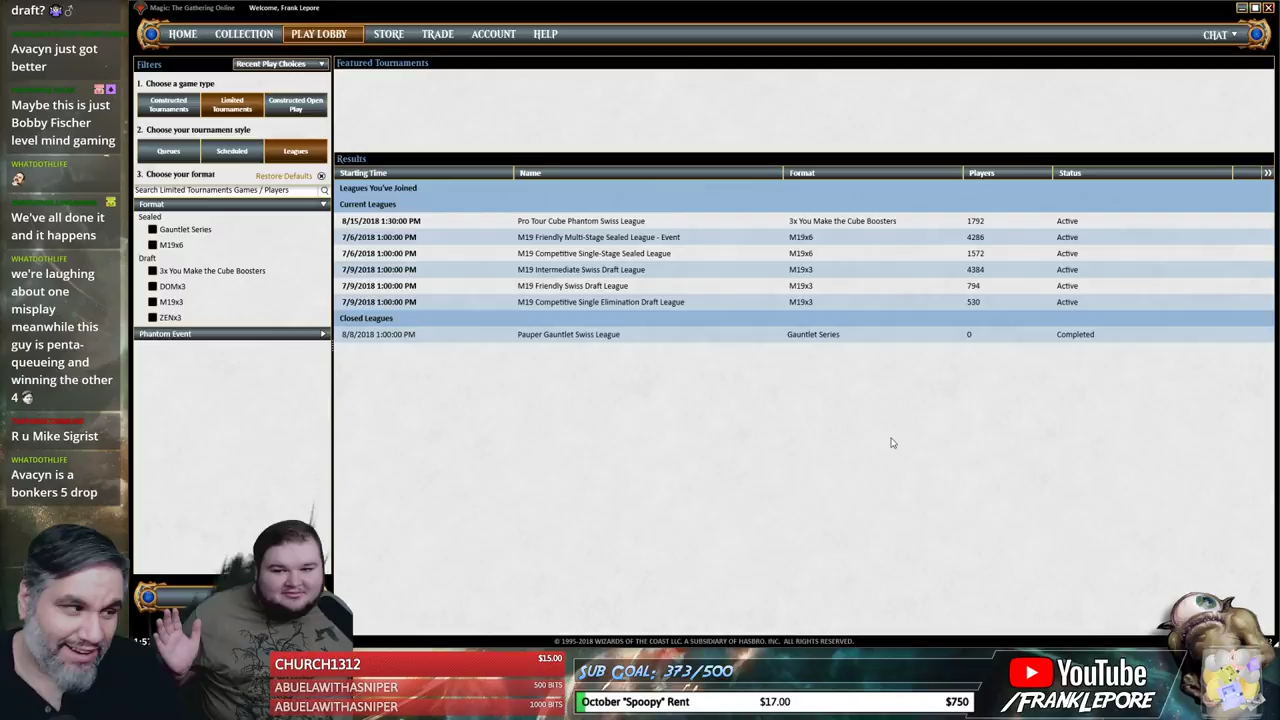 draft?
Avacyn just got
better
Maybe this is just
Bobby Fischer
level mind gaming
WHATDOTHLIFE
We've all done it
and it happens
WHATDOTHLIFE
we're laughing
about one
misplay
meanwhile this
guy is penta-
queueing and
winning the other
4
R u Mike Sigrist
WHATDOTHLIFE
Avacyn is a
bonkers 5 drop
Magic: The Gathering Online Welcome, Frank Lepore
HOME COLLECTION PLAY LOBBY STORE TRADE ACCOUNT HELP CHAT
Filters Recent Play Choices
1. Choose a game type
Constructed Tournaments Limited Tournaments Constructed Open Play
2. Choose your tournament style
Queues Scheduled Leagues
3. Choose your format Restore Defaults
Search Limited Tournaments Games / Players
Format
Sealed
Gauntlet Series
M19x6
Draft
3x You Make the Cube Boosters
DOMx3
M19x3
ZENx3
Phantom Event
Featured Tournaments
Results
Starting Time Name Format Players Status
Leagues You've Joined
Current Leagues
8/15/2018 1:30:00 PM Pro Tour Cube Phantom Swiss League 3x You Make the Cube Boosters 1792 Active
7/6/2018 1:00:00 PM M19 Friendly Multi-Stage Sealed League - Event M19x6 4286 Active
7/6/2018 1:00:00 PM M19 Competitive Single-Stage Sealed League M19x6 1572 Active
7/9/2018 1:00:00 PM M19 Intermediate Swiss Draft League M19x3 4384 Active
7/9/2018 1:00:00 PM M19 Friendly Swiss Draft League M19x3 794 Active
7/9/2018 1:00:00 PM M19 Competitive Single Elimination Draft League M19x3 530 Active
Closed Leagues
8/8/2018 1:00:00 PM Pauper Gauntlet Swiss League Gauntlet Series 0 Completed
© 1995-2018 WIZARDS OF THE COAST LLC. A SUBSIDIARY OF HASBRO, INC. ALL RIGHTS RESERVED.
CHURCH1312 $15.00
ABUELAWITHASNIPER 500 BITS
ABUELAWITHASNIPER 1000 BITS
SUB GOAL: 373/500
October "Spoopy" Rent $17.00 $750
YouTube
/FRANKLEPORE